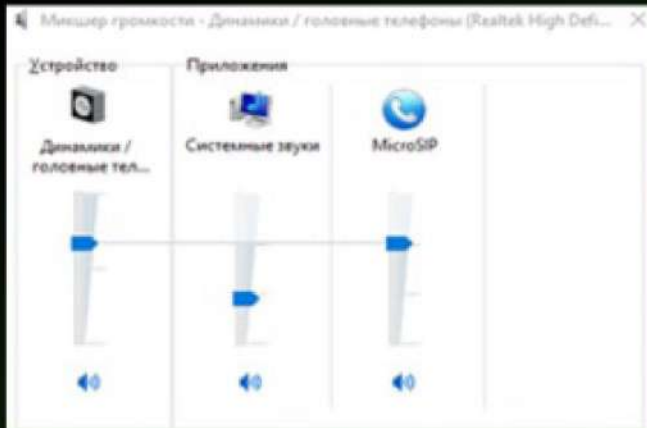 Микшер громкости - Динамики / головные телефоны (Realtek High Defi...
Устройство
Приложения
Динамики /
головные тел...
Системные звуки
MicroSIP